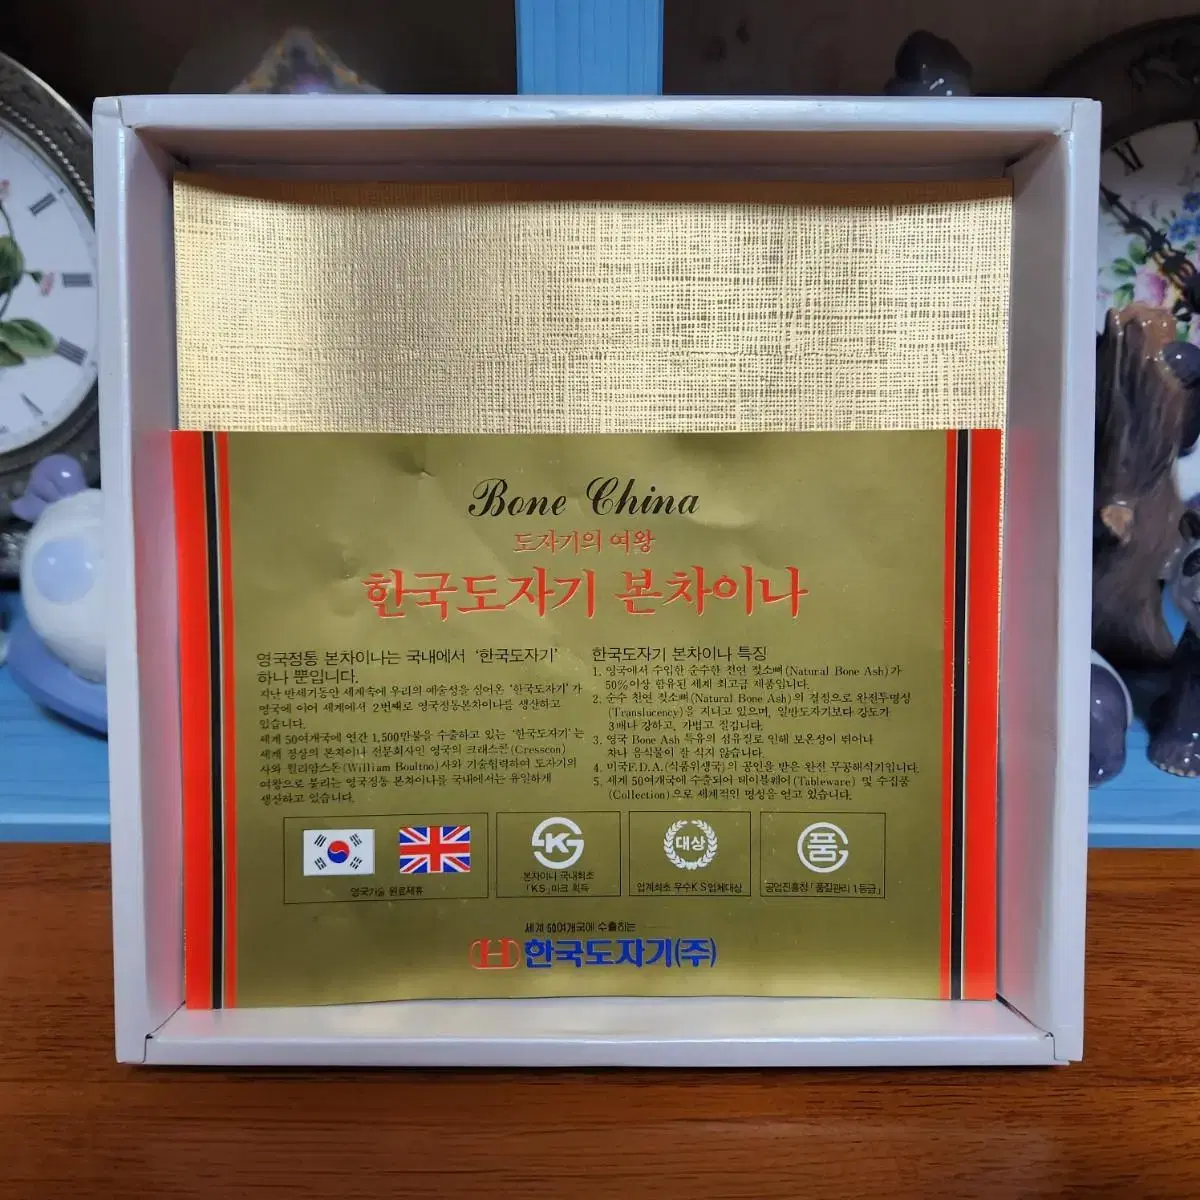 Bone China
도자기의 여왕
한국도자기 본차이나
영국정통 본차이나는 국내에서 '한국도자기'
하나 뿐입니다.
지난 반세기동안 세계속에 우리의 예술성을 심어온 '한국도자기'가
영국에 이어 세계에서 2번째로 영국정통본차이나를 생산하고
있습니다.
세계 50여개국에 연간 1,500만불을 수출하고 있는 '한국도자기'는
세계 정상의 본차이나 전문회사인 영국의 크래스콘(Cresscon)
사와 윌리암스돈(William Boultno)사와 기술협력하여 도자기의
여왕으로 불리는 영국정통 본차이나를 국내에서는 유일하게
생산하고 있습니다.
한국도자기 본차이나 특징
1. 영국에서 수입한 순수한 천연 젖소뼈(Natural Bone Ash)가
50%이상 함유된 세계 최고급 제품입니다.
2. 순수 천연 젖소뼈(Natural Bone Ash)의 결정으로 완전투명성
(Translucency)을 지니고 있으며, 일반도자기보다 강도가
3배나 강하고, 가볍고 질깁니다.
3. 영국 Bone Ash 특유의 섬유질로 인해 보온성이 뛰어나
차나 음식물이 잘 식지 않습니다.
4. 미국F.D.A.(식품위생국)의 공인을 받은 완전 무공해식기입니다.
5. 세계 50여개국에 수출되어 테이블웨어(Tableware) 및 수집품
(Collection)으로 세계적인 명성을 얻고 있습니다.
영국기술 원료제휴
K
본차이나 국내최초
「KS」마크 획득
대상
업계최초 우수KS업체대상
품
공업진흥청「품질관리 1등급」
세계 50여개국에 수출하는
H 한국도자기(주)